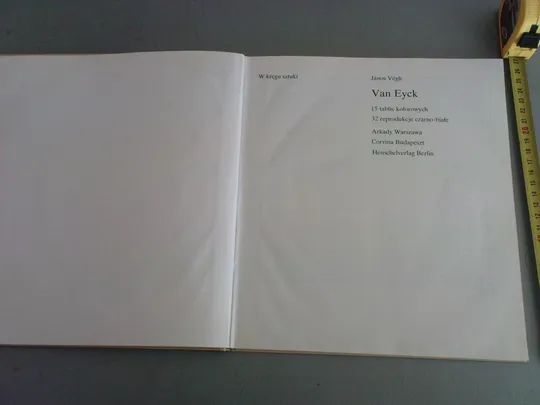 W kręgu sztuki
János Végh
Van Eyck
15 tablic kolorowych
32 reprodukcje czarno-białe
Arkady Warszawa
Corvina Budapeszt
Henschelverlag Berlin